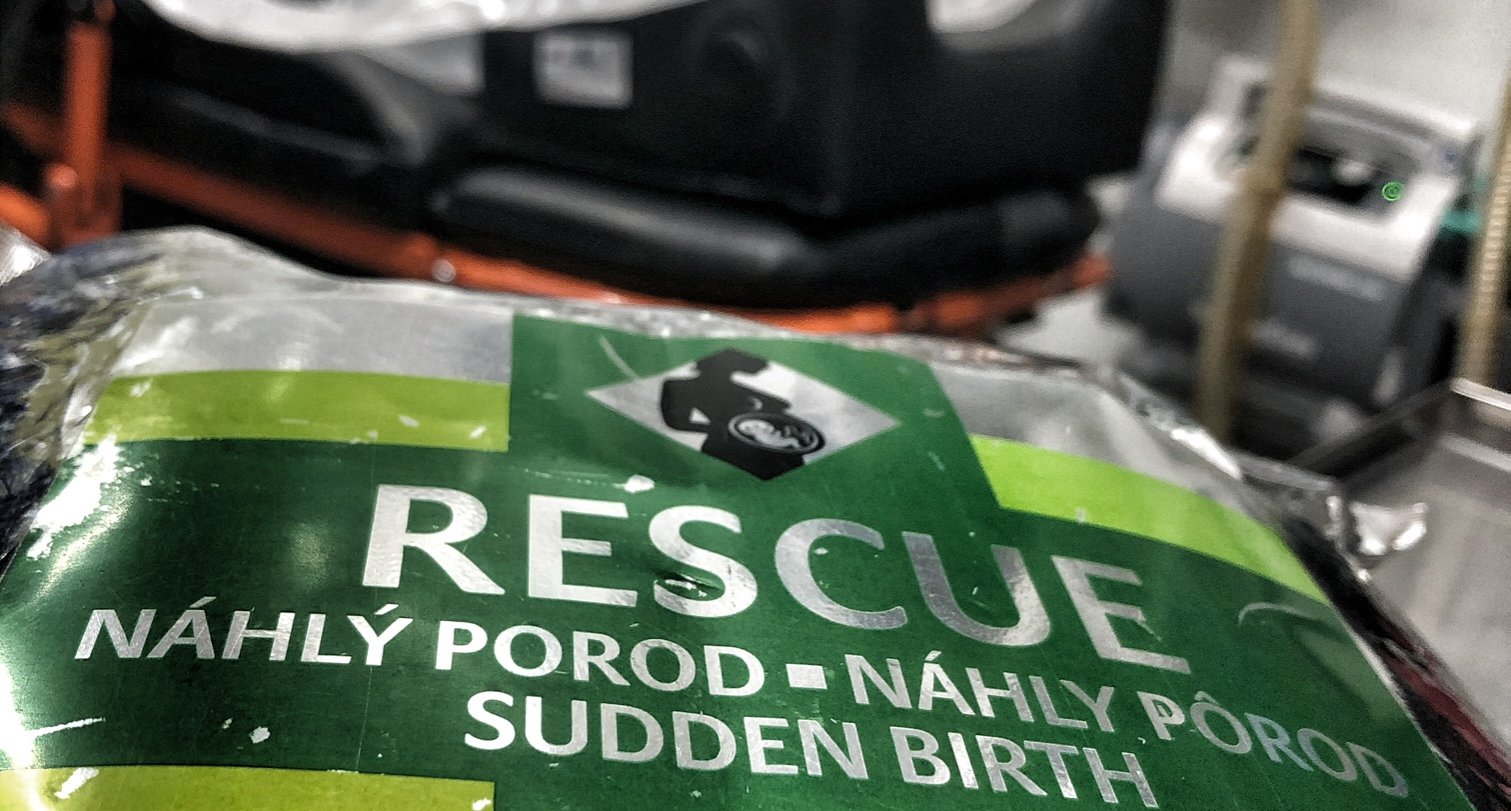 RESCUE
NÁHLÝ POROD ▪ NÁHLY PÔROD
SUDDEN BIRTH